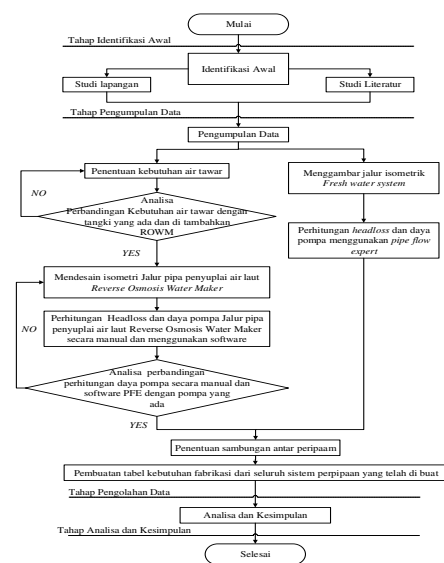 Mulai
Tahap Identifikasi Awal
Identifikasi Awal
Studi lapangan
Studi Literatur
Tahap Pengumpulan Data
Pengumpulan Data
Penentuan kebutuhan air tawar
NO
Analisa
Perbandingan Kebutuhan air tawar dengan
tangki yang ada dan di tambahkan
ROWM
YES
Menggambar jalur isometrik
Fresh water system
Perhitungan headloss dan daya
pompa menggunakan pipe flow
expert
Mendesain isometri Jalur pipa penyuplai air laut
Reverse Osmosis Water Maker
NO
Perhitungan Headloss dan daya pompa Jalur pipa
penyuplai air laut Reverse Osmosis Water Maker
secara manual dan menggunakan software
Analisa perbandingan
perhitungan daya pompa secara manual dan
software PFE dengan pompa yang
ada
YES
Penentuan sambungan antar peripaam
Pembuatan tabel kebutuhan fabrikasi dari seluruh sistem perpipaan yang telah di buat
Tahap Pengolahan Data
Analisa dan Kesimpulan
Tahap Analisa dan Kesimpulan
Selesai